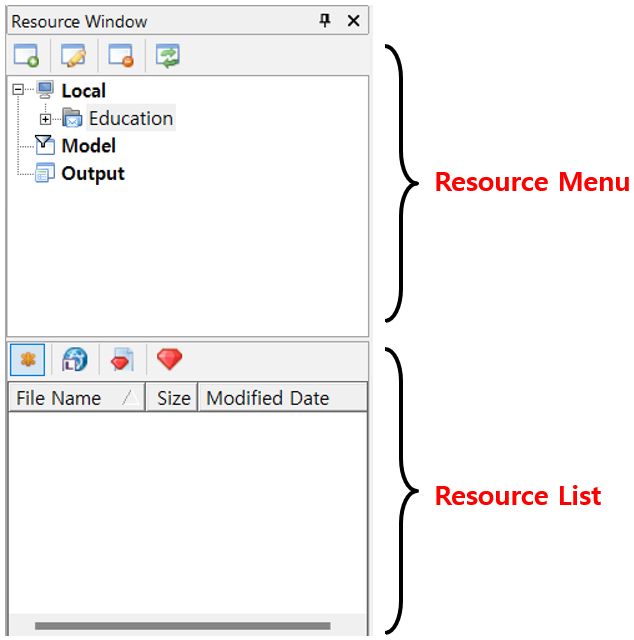 Resource Window
Local
Education
Model
Output
Resource Menu
File Name Size Modified Date
Resource List